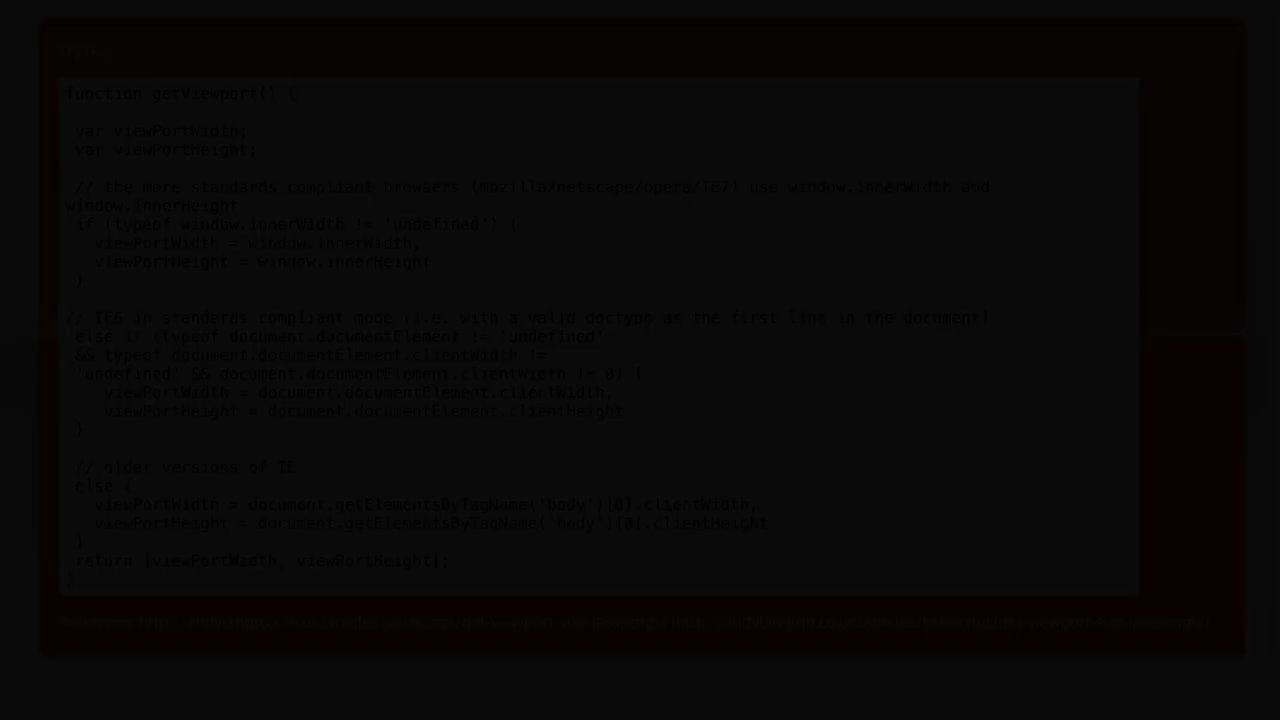 function getViewport() {
var viewPortWidth;
var viewPortHeight;
// the more standards compliant browsers (mozilla/netscape/opera/IE7) use window.innerWidth and
window.innerHeight
if (typeof window.innerWidth != 'undefined') {
viewPortWidth = window.innerWidth,
viewPortHeight = window.innerHeight
}
// IE6 in standards compliant mode (i.e. with a valid doctype as the first line in the document)
else if (typeof document.documentElement != 'undefined'
&& typeof document.documentElement.clientWidth !=
'undefined' && document.documentElement.clientWidth != 0) {
viewPortWidth = document.documentElement.clientWidth,
viewPortHeight = document.documentElement.clientHeight
}
// older versions of IE
else {
viewPortWidth = document.getElementsByTagName('body')[0].clientWidth,
viewPortHeight = document.getElementsByTagName('body')[0].clientHeight
}
return [viewPortWidth, viewPortHeight];
}